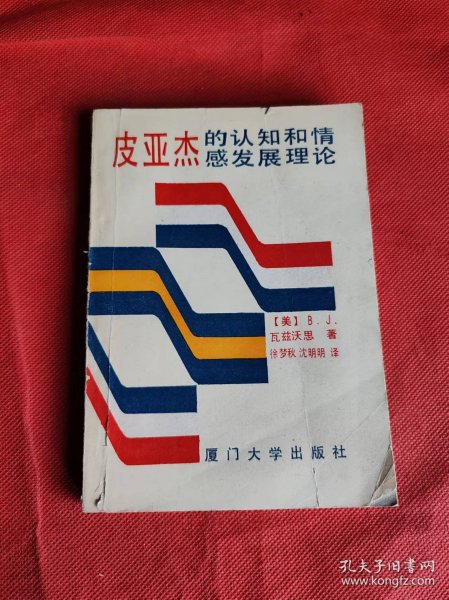 皮亚杰的认知和情
感发展理论
【美】B.J.
瓦兹沃思 著
徐梦秋 沈明明 译
厦门大学出版社
孔夫子旧书网
www.kongfz.com